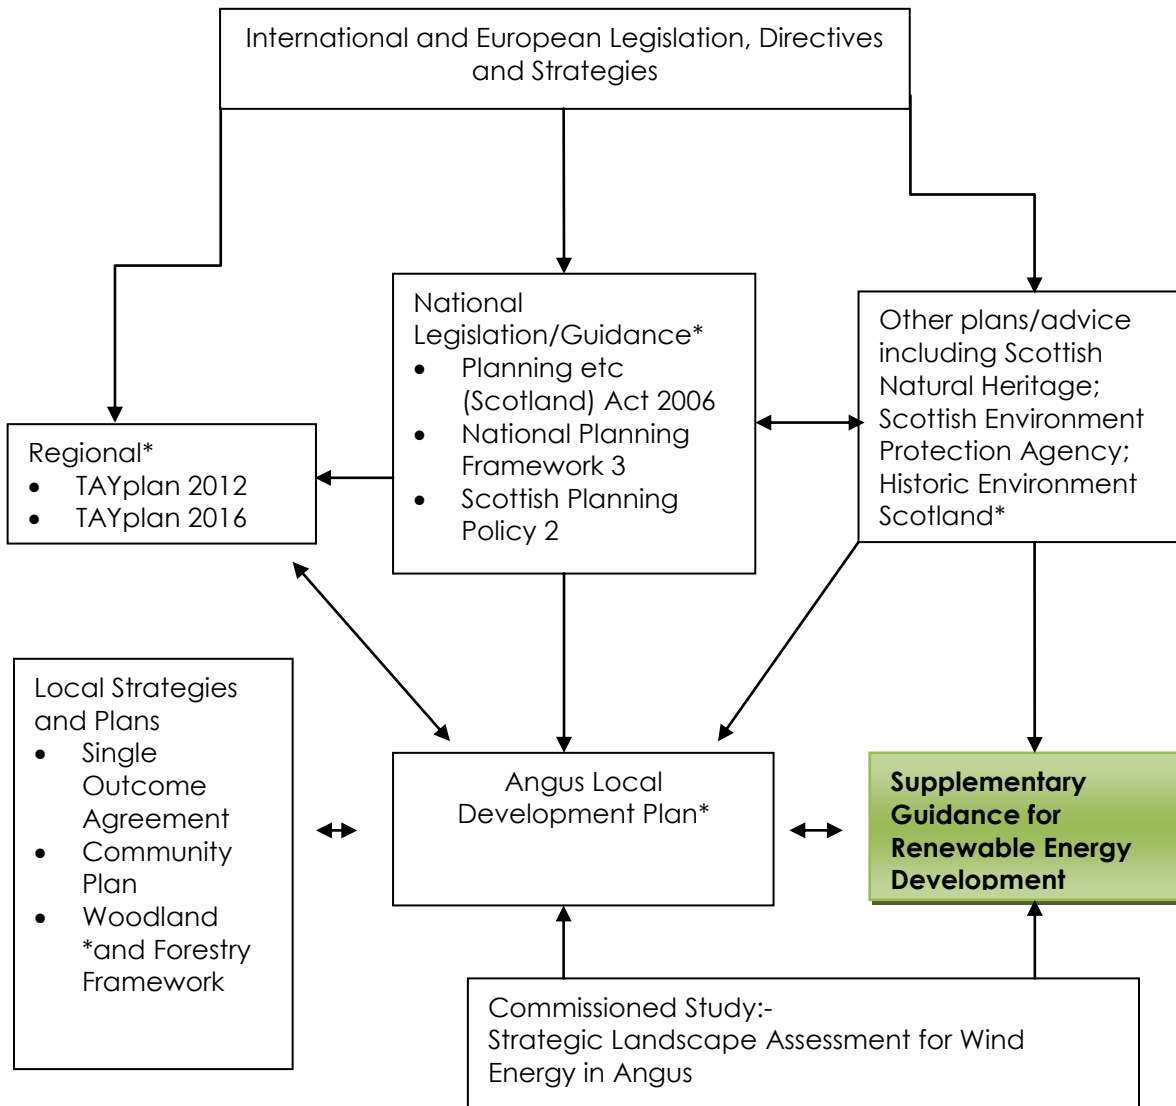 International and European Legislation, Directives
and Strategies
National
Legislation/Guidance*
• Planning etc
(Scotland) Act 2006
• National Planning
Framework 3
• Scottish Planning
Policy 2
Other plans/advice
including Scottish
Natural Heritage;
Scottish Environment
Protection Agency;
Historic Environment
Scotland*
Regional*
• TAYplan 2012
• TAYplan 2016
Local Strategies
and Plans
• Single
Outcome
Agreement
• Community
Plan
• Woodland
*and Forestry
Framework
Angus Local
Development Plan*
Supplementary
Guidance for
Renewable Energy
Development
Commissioned Study:-
Strategic Landscape Assessment for Wind
Energy in Angus